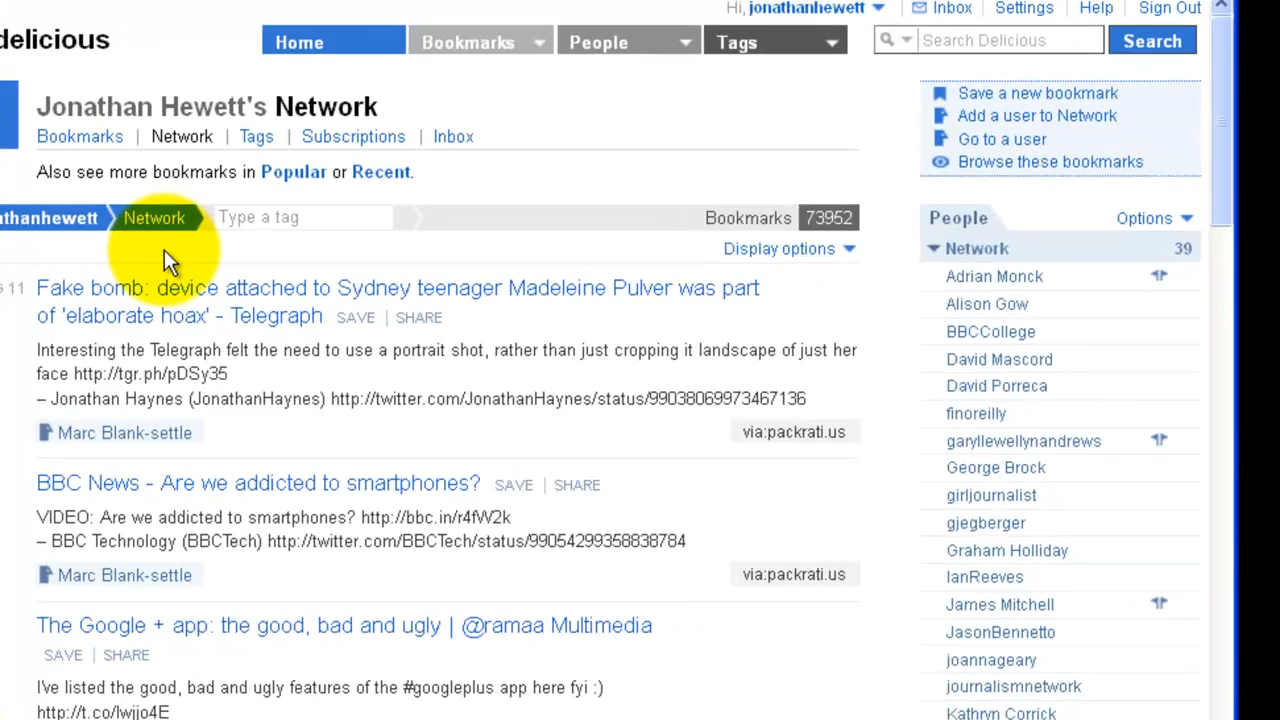 Hi, jonathanhewett Inbox Settings Help Sign Out
delicious
Home Bookmarks People Tags Search Delicious Search
Jonathan Hewett's Network
Bookmarks | Network | Tags | Subscriptions | Inbox
Also see more bookmarks in Popular or Recent.
Save a new bookmark
Add a user to Network
Go to a user
Browse these bookmarks
nathanhewett Network Type a tag Bookmarks 73952
Display options
11 Fake bomb: device attached to Sydney teenager Madeleine Pulver was part
of 'elaborate hoax' - Telegraph SAVE | SHARE
Interesting the Telegraph felt the need to use a portrait shot, rather than just cropping it landscape of just her
face http://tgr.ph/pDSy35
– Jonathan Haynes (JonathanHaynes) http://twitter.com/JonathanHaynes/status/99038069973467136
Marc Blank-settle via:packrati.us
BBC News - Are we addicted to smartphones? SAVE | SHARE
VIDEO: Are we addicted to smartphones? http://bbc.in/r4fW2k
– BBC Technology (BBCTech) http://twitter.com/BBCTech/status/99054299358838784
Marc Blank-settle via:packrati.us
The Google + app: the good, bad and ugly | @ramaa Multimedia
SAVE | SHARE
I've listed the good, bad and ugly features of the #googleplus app here fyi :)
http://t.co/lwjjo4E
People Options
Network 39
Adrian Monck
Alison Gow
BBCCollege
David Mascord
David Porreca
finoreilly
garyllewellynandrews
George Brock
girljournalist
gjegberger
Graham Holliday
IanReeves
James Mitchell
JasonBennetto
joannageary
journalismnetwork
Kathryn Corrick